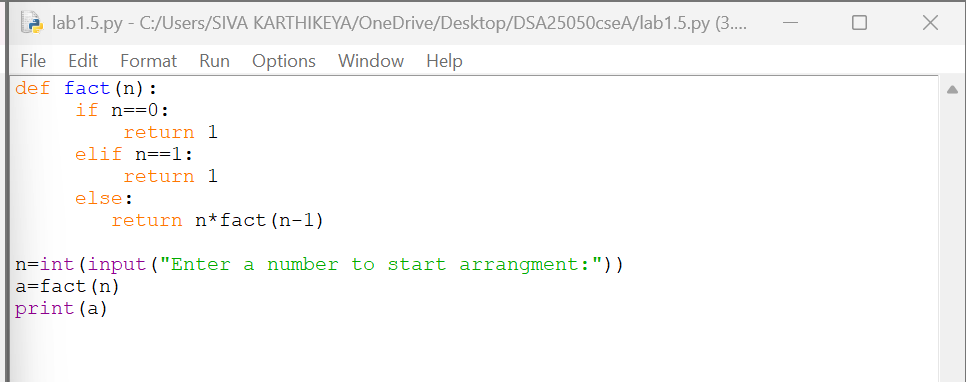 lab1.5.py - C:/Users/SIVA KARTHIKEYA/OneDrive/Desktop/DSA25050cseA/lab1.5.py (3....
File Edit Format Run Options Window Help
def fact(n):
     if n==0:
         return 1
     elif n==1:
         return 1
     else:
        return n*fact(n-1)

n=int(input("Enter a number to start arrangment:"))
a=fact(n)
print(a)